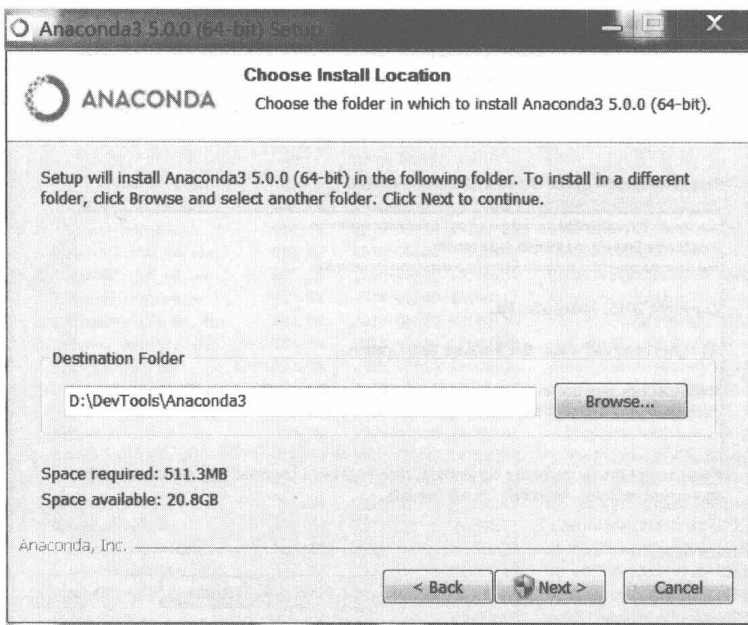 Anaconda3 5.0.0 (64-bit) Setup
X
ANACONDA
Choose Install Location
Choose the folder in which to install Anaconda3 5.0.0 (64-bit).
Setup will install Anaconda3 5.0.0 (64-bit) in the following folder. To install in a different
folder, click Browse and select another folder. Click Next to continue.
Destination Folder
D:\DevTools\Anaconda3
Browse...
Space required: 511.3MB
Space available: 20.8GB
Anaconda, Inc.
< Back
Next >
Cancel